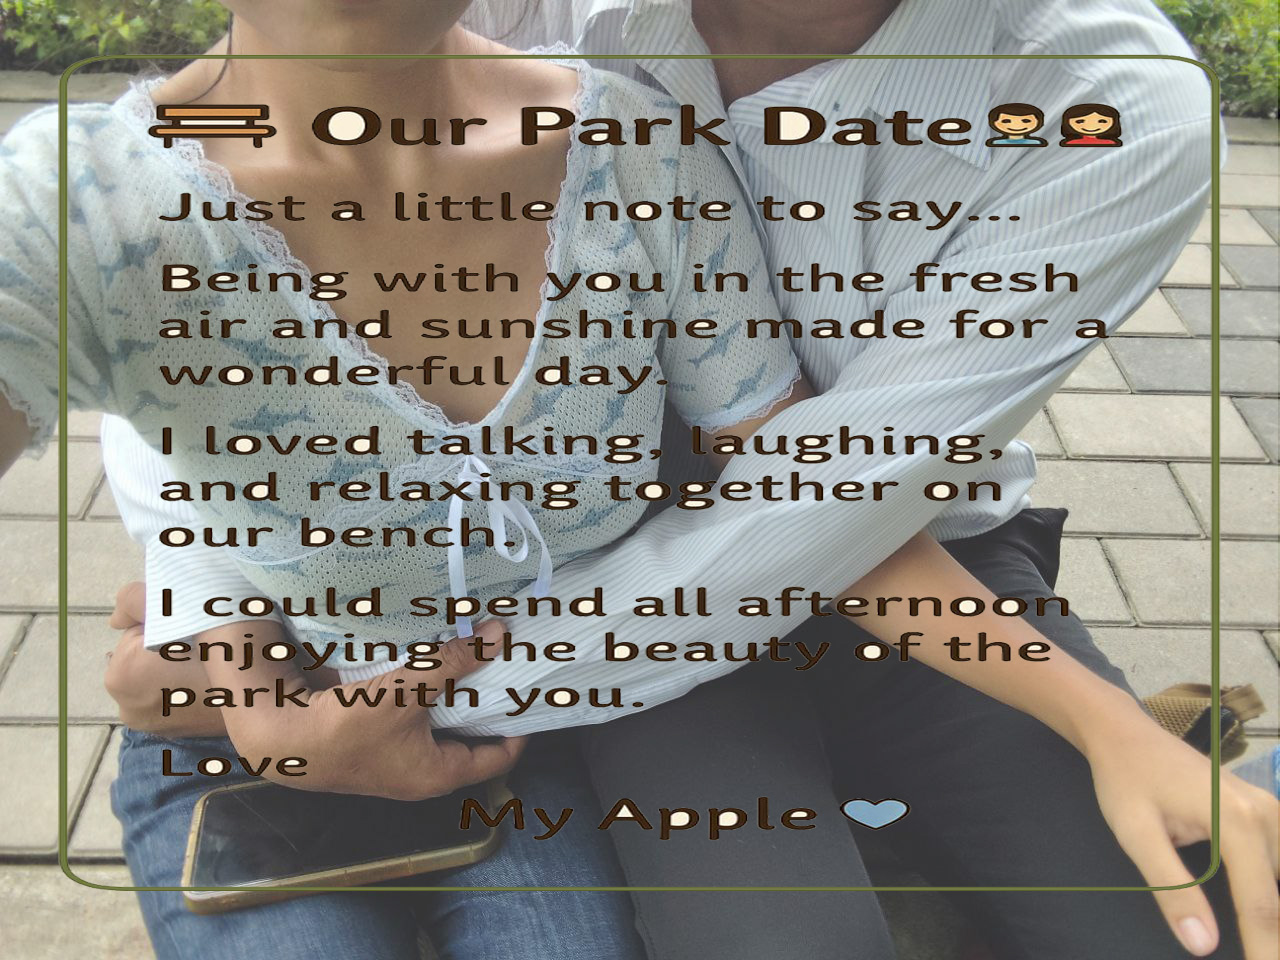 Our Park Date
Just a little note to say...
Being with you in the fresh
air and sunshine made for a
wonderful day.
I loved talking, laughing,
and relaxing together on
our bench.
I could spend all afternoon
enjoying the beauty of the
park with you.
Love
My Apple